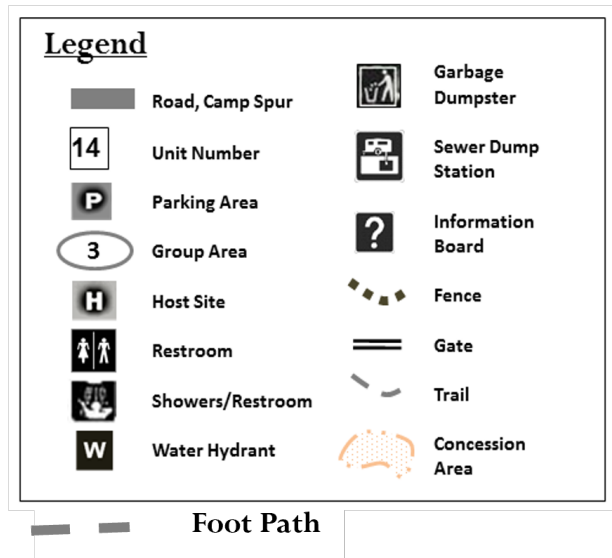 Legend
Road, Camp Spur
14
Unit Number
P
Parking Area
3
Group Area
H
Host Site
Restroom
Showers/Restroom
W
Water Hydrant
Garbage
Dumpster
Sewer Dump
Station
?
Information
Board
Fence
Gate
Trail
Concession
Area
Foot Path